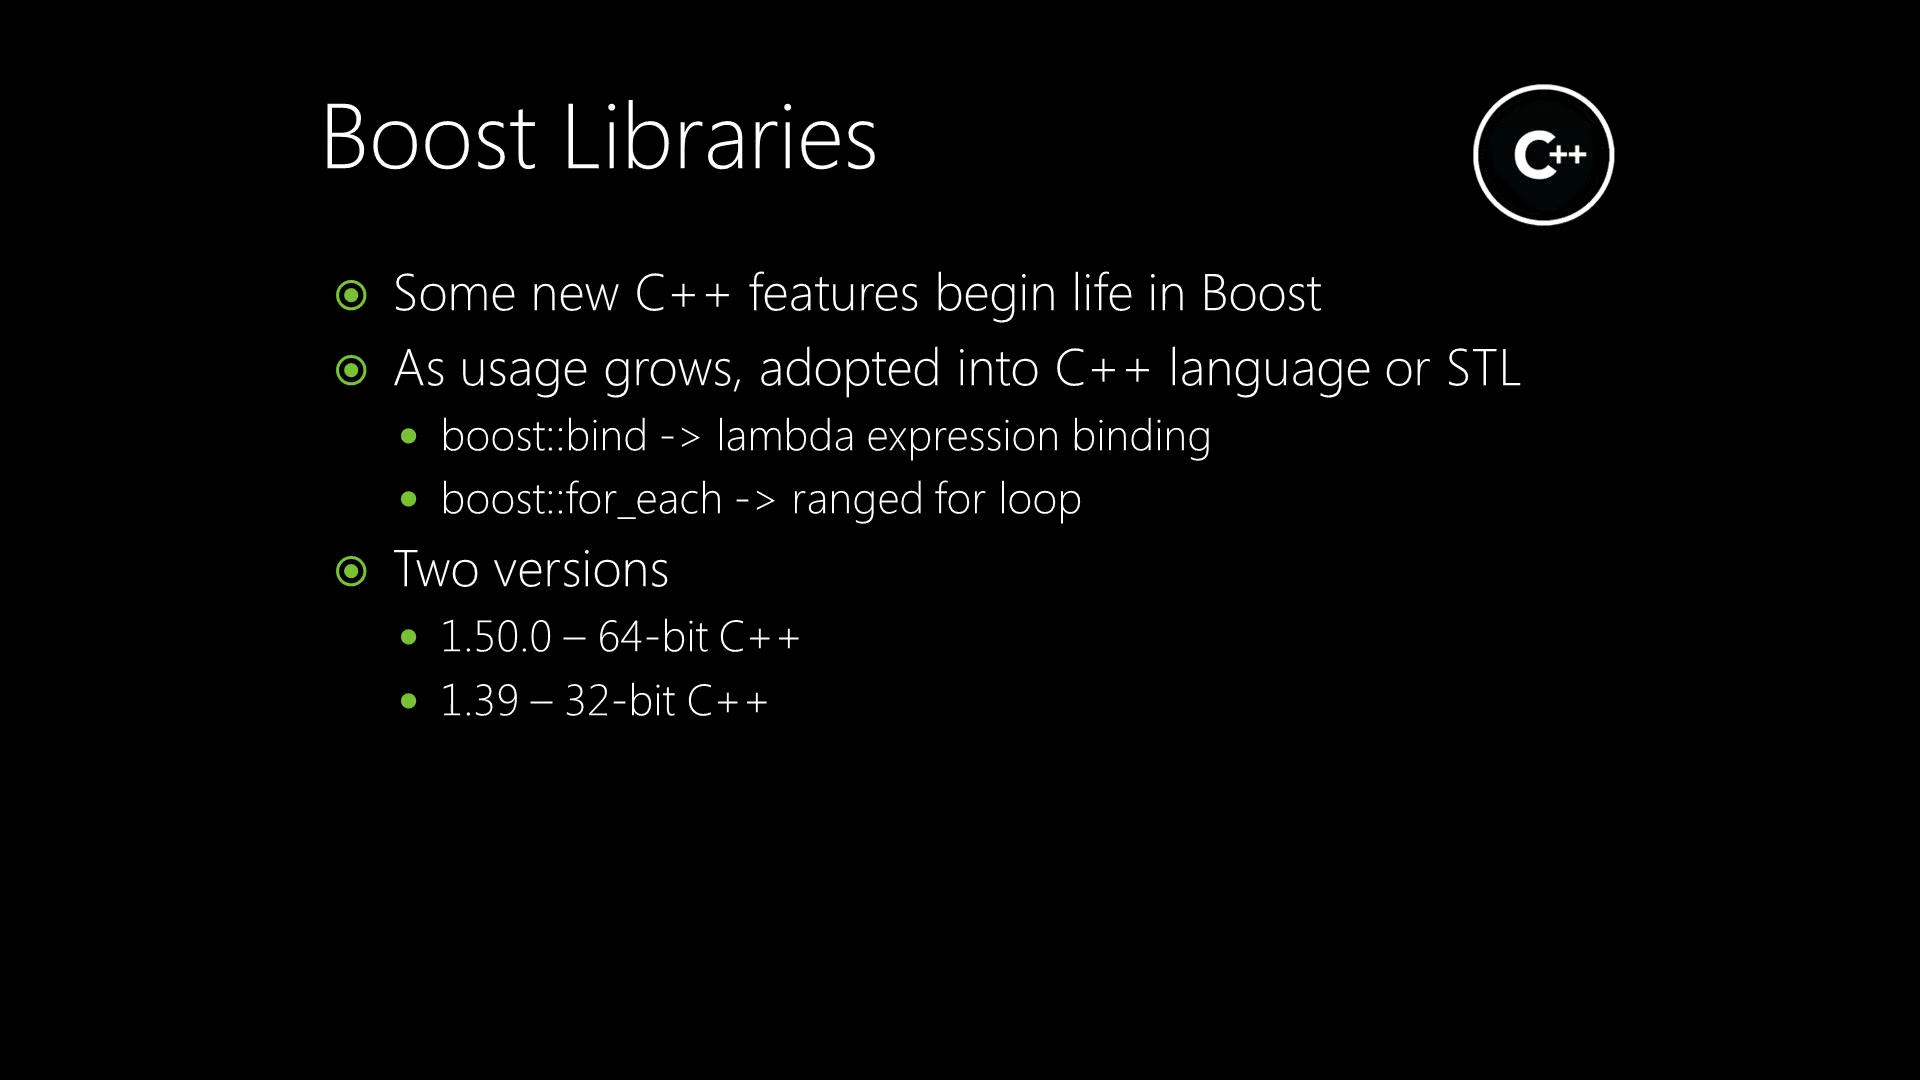 Boost Libraries
C++
Some new C++ features begin life in Boost
As usage grows, adopted into C++ language or STL
boost::bind -> lambda expression binding
boost::for_each -> ranged for loop
Two versions
1.50.0 – 64-bit C++
1.39 – 32-bit C++